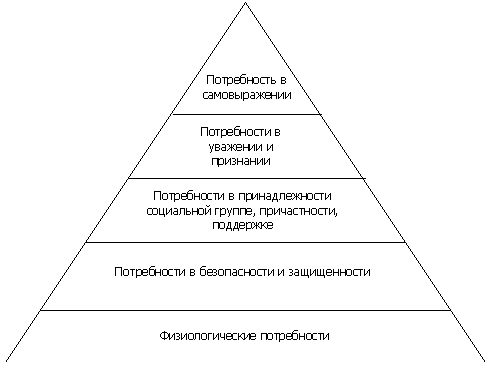 Потребность в
самовыражении
Потребности в
уважении и
признании
Потребности в принадлежности
социальной группе, причастности,
поддержке
Потребности в безопасности и защищенности
Физиологические потребности